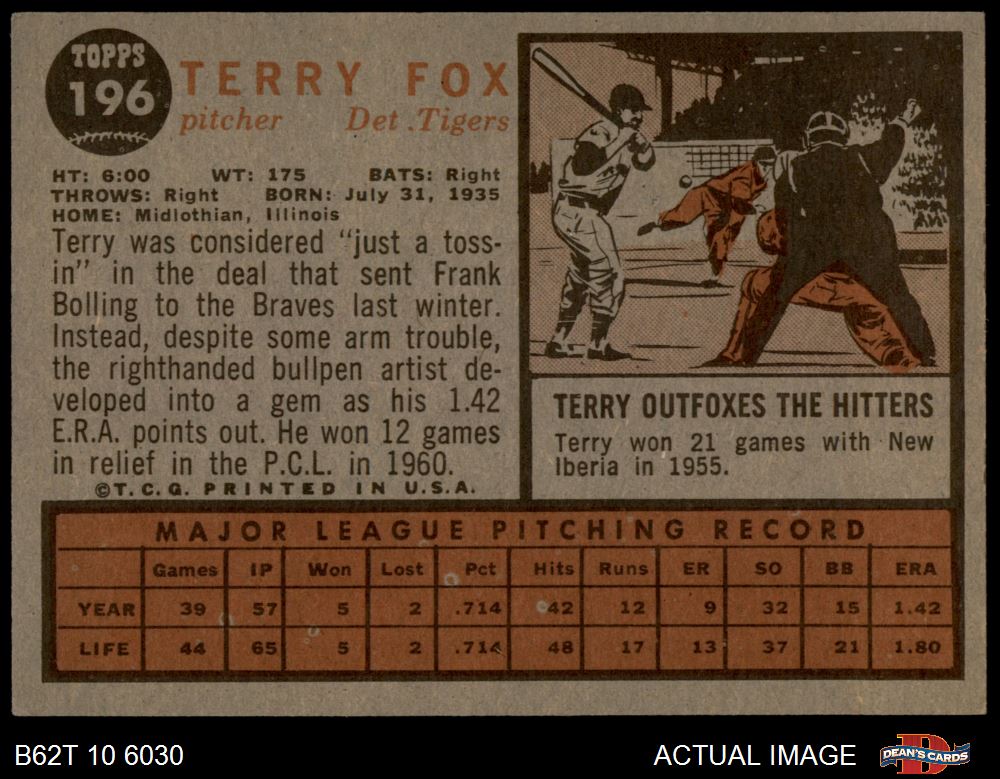 TOPPS
196
TERRY FOX
pitcher Det .Tigers
HT: 6:00 WT: 175 BATS: Right
THROWS: Right BORN: July 31, 1935
HOME: Midlothian, Illinois
Terry was considered "just a toss-
in" in the deal that sent Frank
Bolling to the Braves last winter.
Instead, despite some arm trouble,
the righthanded bullpen artist de-
veloped into a gem as his 1.42
E.R.A. points out. He won 12 games
in relief in the P.C.L. in 1960.
©T.C.G. PRINTED IN U.S.A.
TERRY OUTFOXES THE HITTERS
Terry won 21 games with New
Iberia in 1955.
MAJOR LEAGUE PITCHING RECORD
Games IP Won Lost Pct Hits Runs ER SO BB ERA
YEAR 39 57 5 2 .714 42 12 9 32 15 1.42
LIFE 44 65 5 2 .714 48 17 13 37 21 1.80
B62T 10 6030 ACTUAL IMAGE DEAN'S CARDS